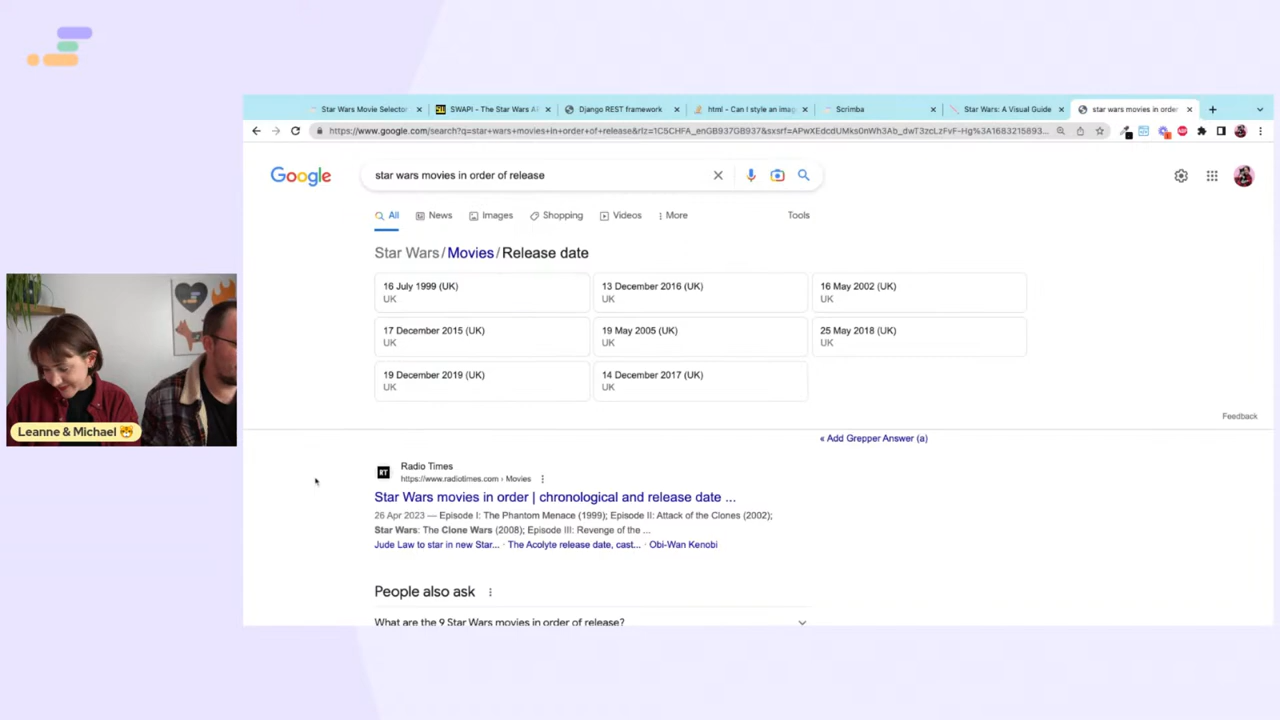 Star Wars Movie Selector
SWAPI - The Star Wars A
Django REST framework
html - Can I style an imag
Scrimba
Star Wars: A Visual Guide
star wars movies in order
https://www.google.com/search?q=star+wars+movies+in+order+of+release&rlz=1C5CHFA_enGB937GB937&sxsrf=APwXEdcdUMks0nWh3Ab_dwT3zcLzFvF-Hg%3A1683215893...
Google
star wars movies in order of release
All
News
Images
Shopping
Videos
More
Tools
Star Wars / Movies / Release date
16 July 1999 (UK)
UK
13 December 2016 (UK)
UK
16 May 2002 (UK)
UK
17 December 2015 (UK)
UK
19 May 2005 (UK)
UK
25 May 2018 (UK)
UK
19 December 2019 (UK)
UK
14 December 2017 (UK)
UK
Feedback
« Add Grepper Answer (a)
RT
Radio Times
https://www.radiotimes.com › Movies
Star Wars movies in order | chronological and release date ...
26 Apr 2023 — Episode I: The Phantom Menace (1999); Episode II: Attack of the Clones (2002);
Star Wars: The Clone Wars (2008); Episode III: Revenge of the ...
Jude Law to star in new Star... · The Acolyte release date, cast... · Obi-Wan Kenobi
People also ask
What are the 9 Star Wars movies in order of release?
Leanne & Michael